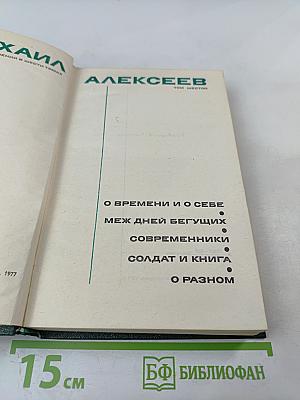 ХАИЛ
АЛЕКСЕЕВ
ТОМ ШЕСТОЙ
О ВРЕМЕНИ И О СЕБЕ
МЕЖ ДНЕЙ БЕГУЩИХ
СОВРЕМЕННИКИ
СОЛДАТ И КНИГА
О РАЗНОМ
1977
15 см
БФ БИБЛИОФАН